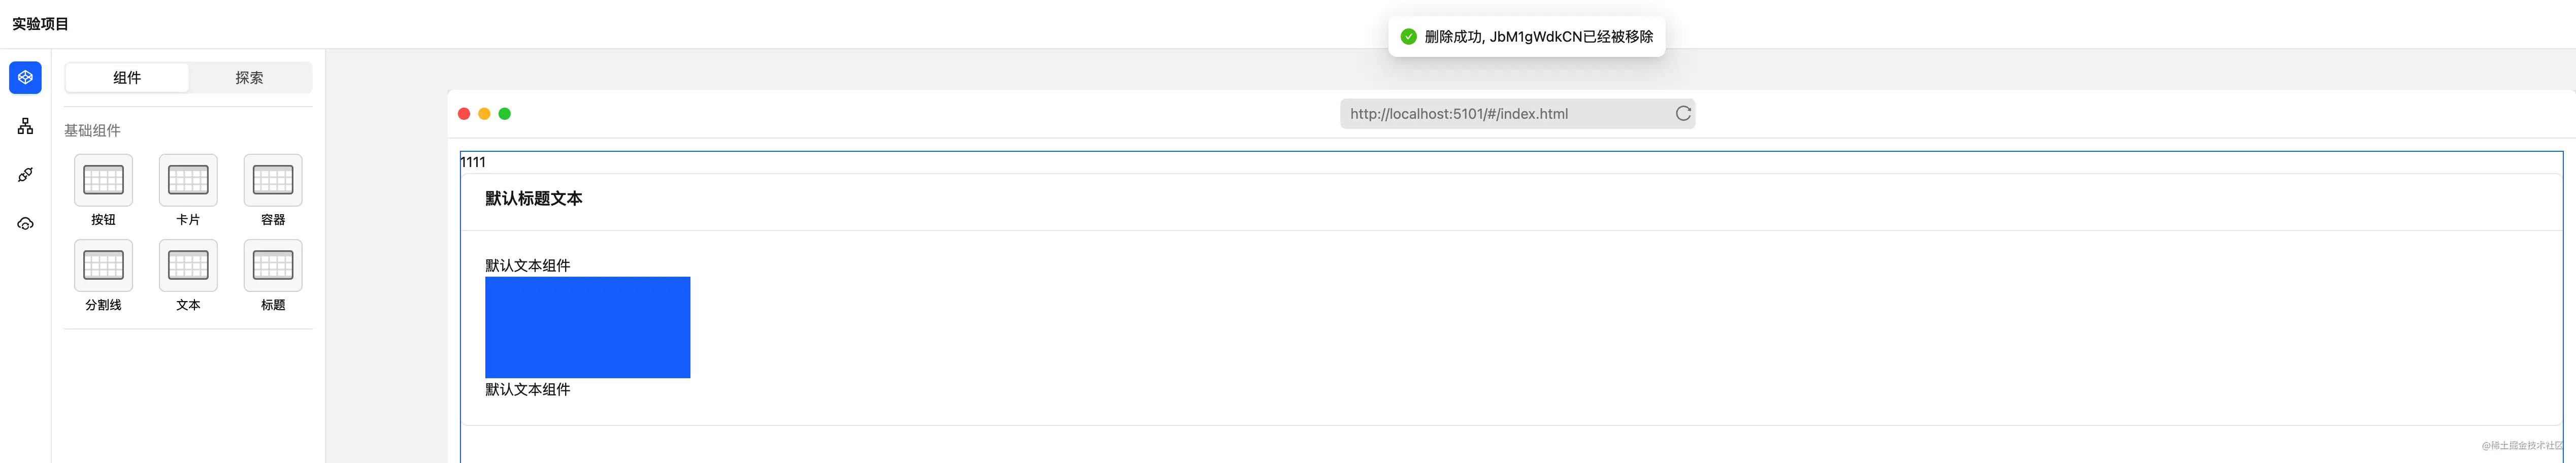 实验项目
删除成功, JbM1gWdkCN已经被移除
组件
探索
http://localhost:5101/#/index.html
基础组件
按钮
卡片
容器
分割线
文本
标题
1111
默认标题文本
默认文本组件
默认文本组件
@稀土掘金技术社区